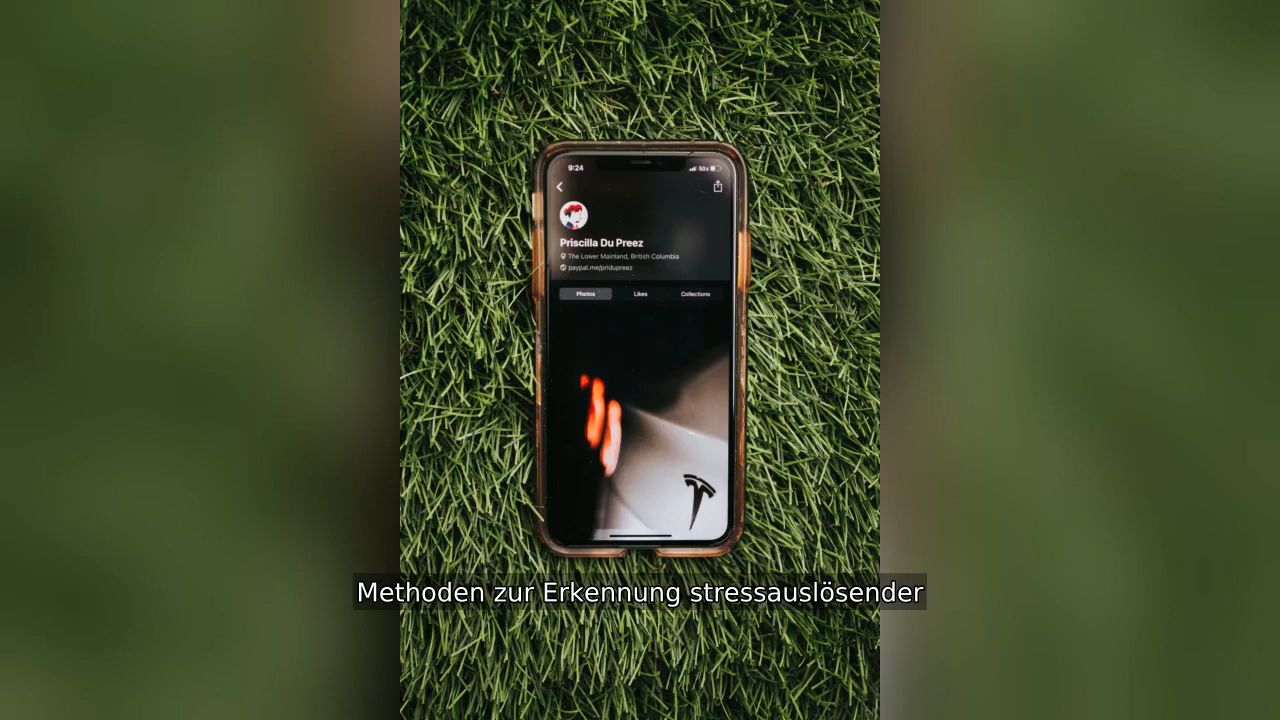 9:24
5G
Priscilla Du Preez
The Lower Mainland, British Columbia
paypal.me/pridupreez
Photos Likes Collections
Methoden zur Erkennung stressauslösender